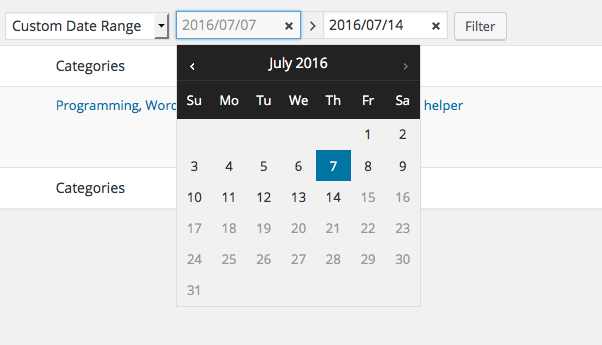 Custom Date Range 2016/07/07 × > 2016/07/14 × Filter
Categories
‹ July 2016 ›
Su Mo Tu We Th Fr Sa
Programming, Word helper
1 2
3 4 5 6 7 8 9
10 11 12 13 14 15 16
Categories
17 18 19 20 21 22 23
24 25 26 27 28 29 30
31